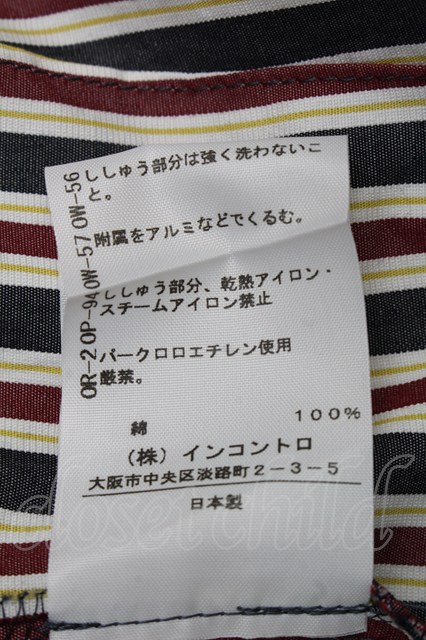 OR-2 OP-94 OW-57 OW-56
ししゅう部分は強く洗わないこ
と。
附属をアルミなどでくるむ。
ししゅう部分、乾熱アイロン・
スチームアイロン禁止
パークロロエチレン使用
厳禁。
綿 100%
(株) インコントロ
大阪市中央区淡路町2-3-5
日本製
closet child